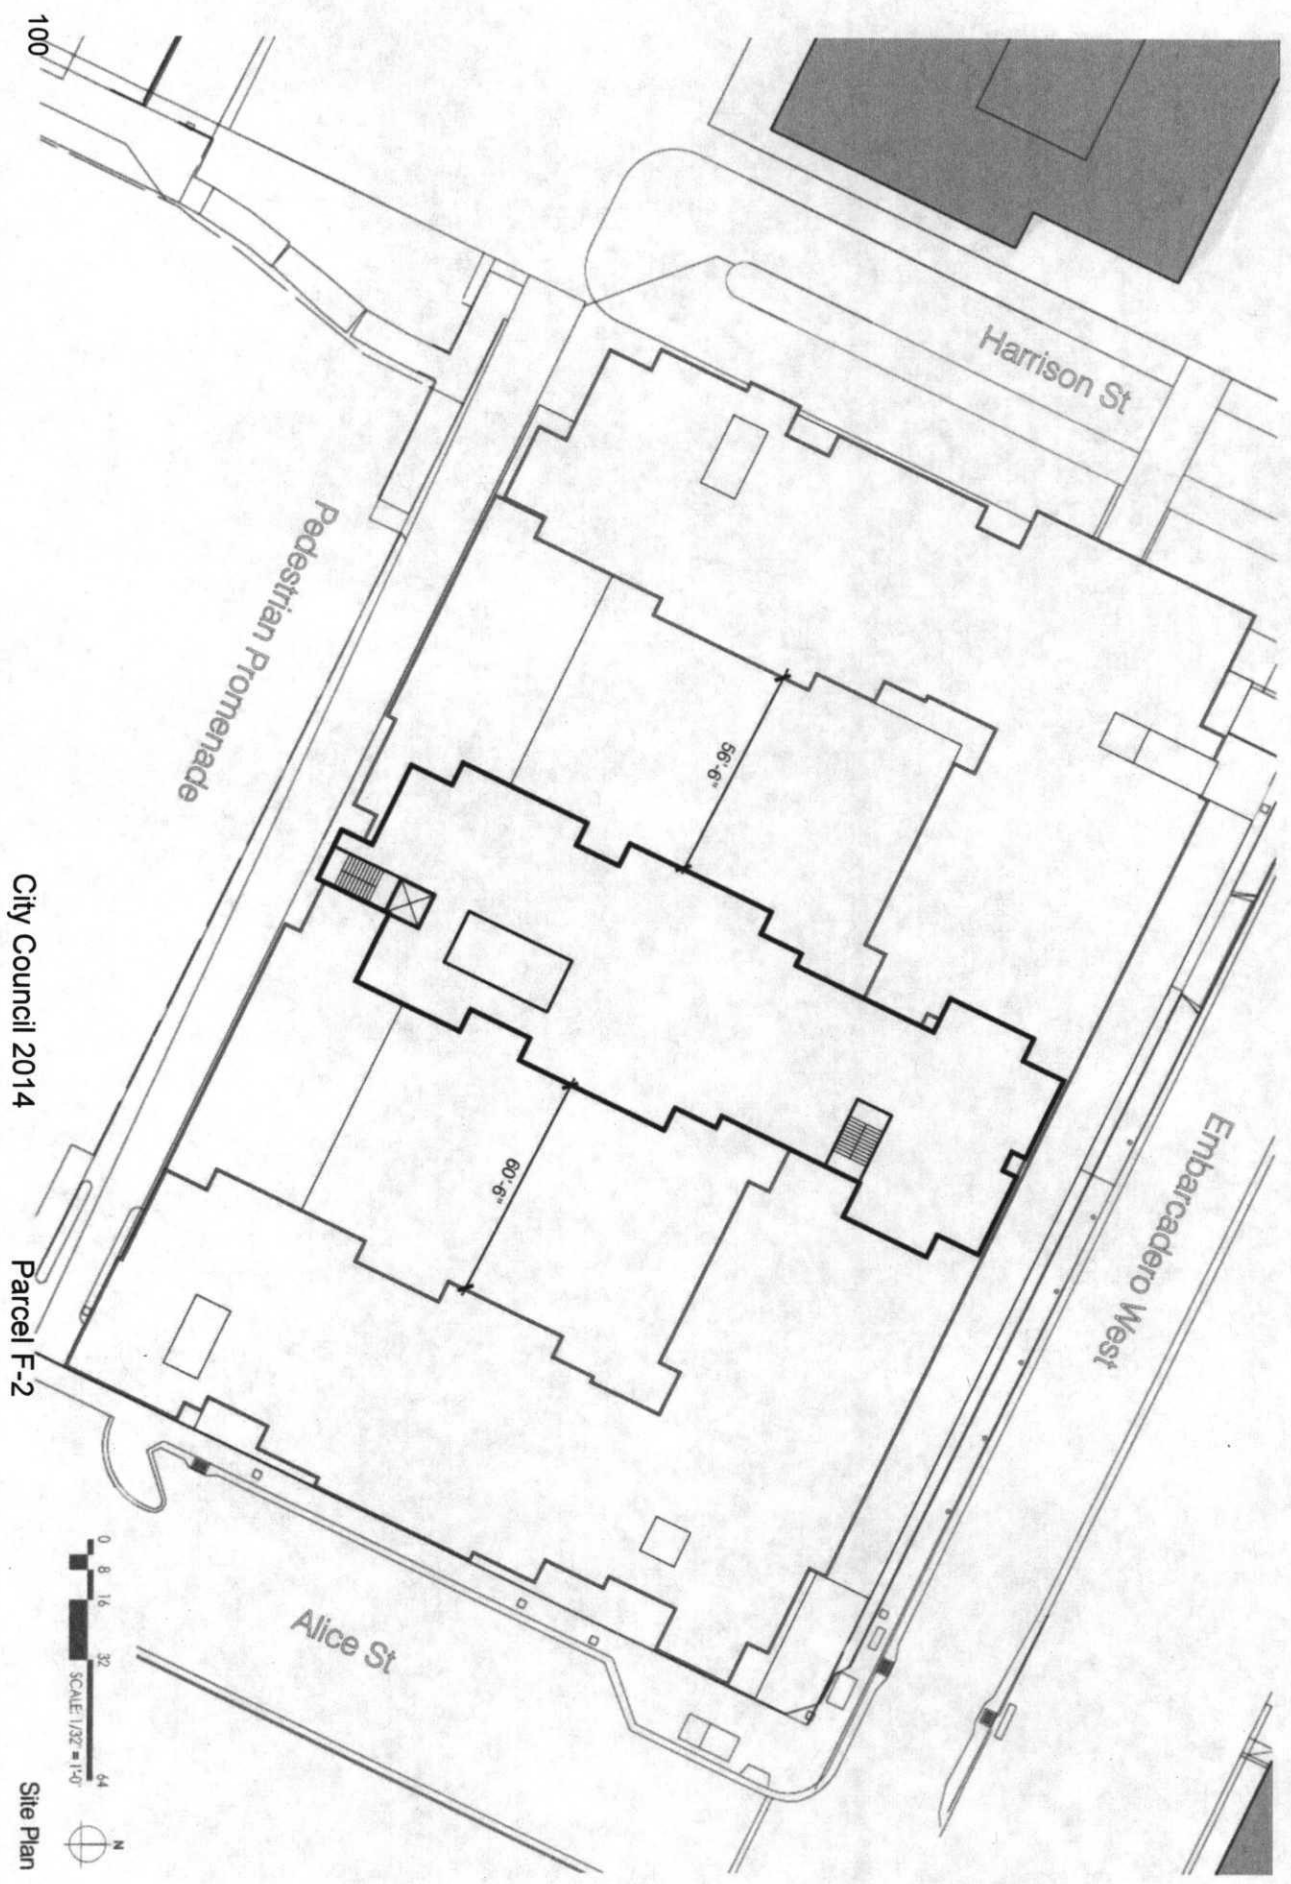 Harrison St
Embarcadero West
56'-6"
60'-6"
Pedestrian Promenade
Alice St
0 8 16 32 64
SCALE: 1/32" = 1'-0"
N
100
City Council 2014
Parcel F-2
Site Plan